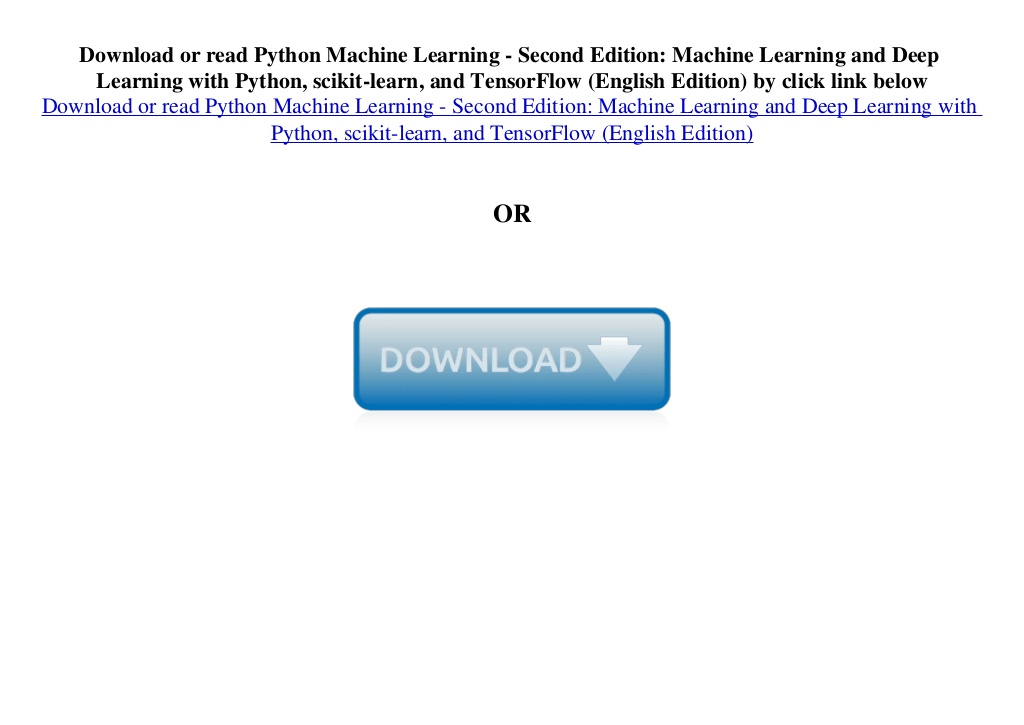 Download or read Python Machine Learning - Second Edition: Machine Learning and Deep
Learning with Python, scikit-learn, and TensorFlow (English Edition) by click link below
Download or read Python Machine Learning - Second Edition: Machine Learning and Deep Learning with
Python, scikit-learn, and TensorFlow (English Edition)
OR
DOWNLOAD